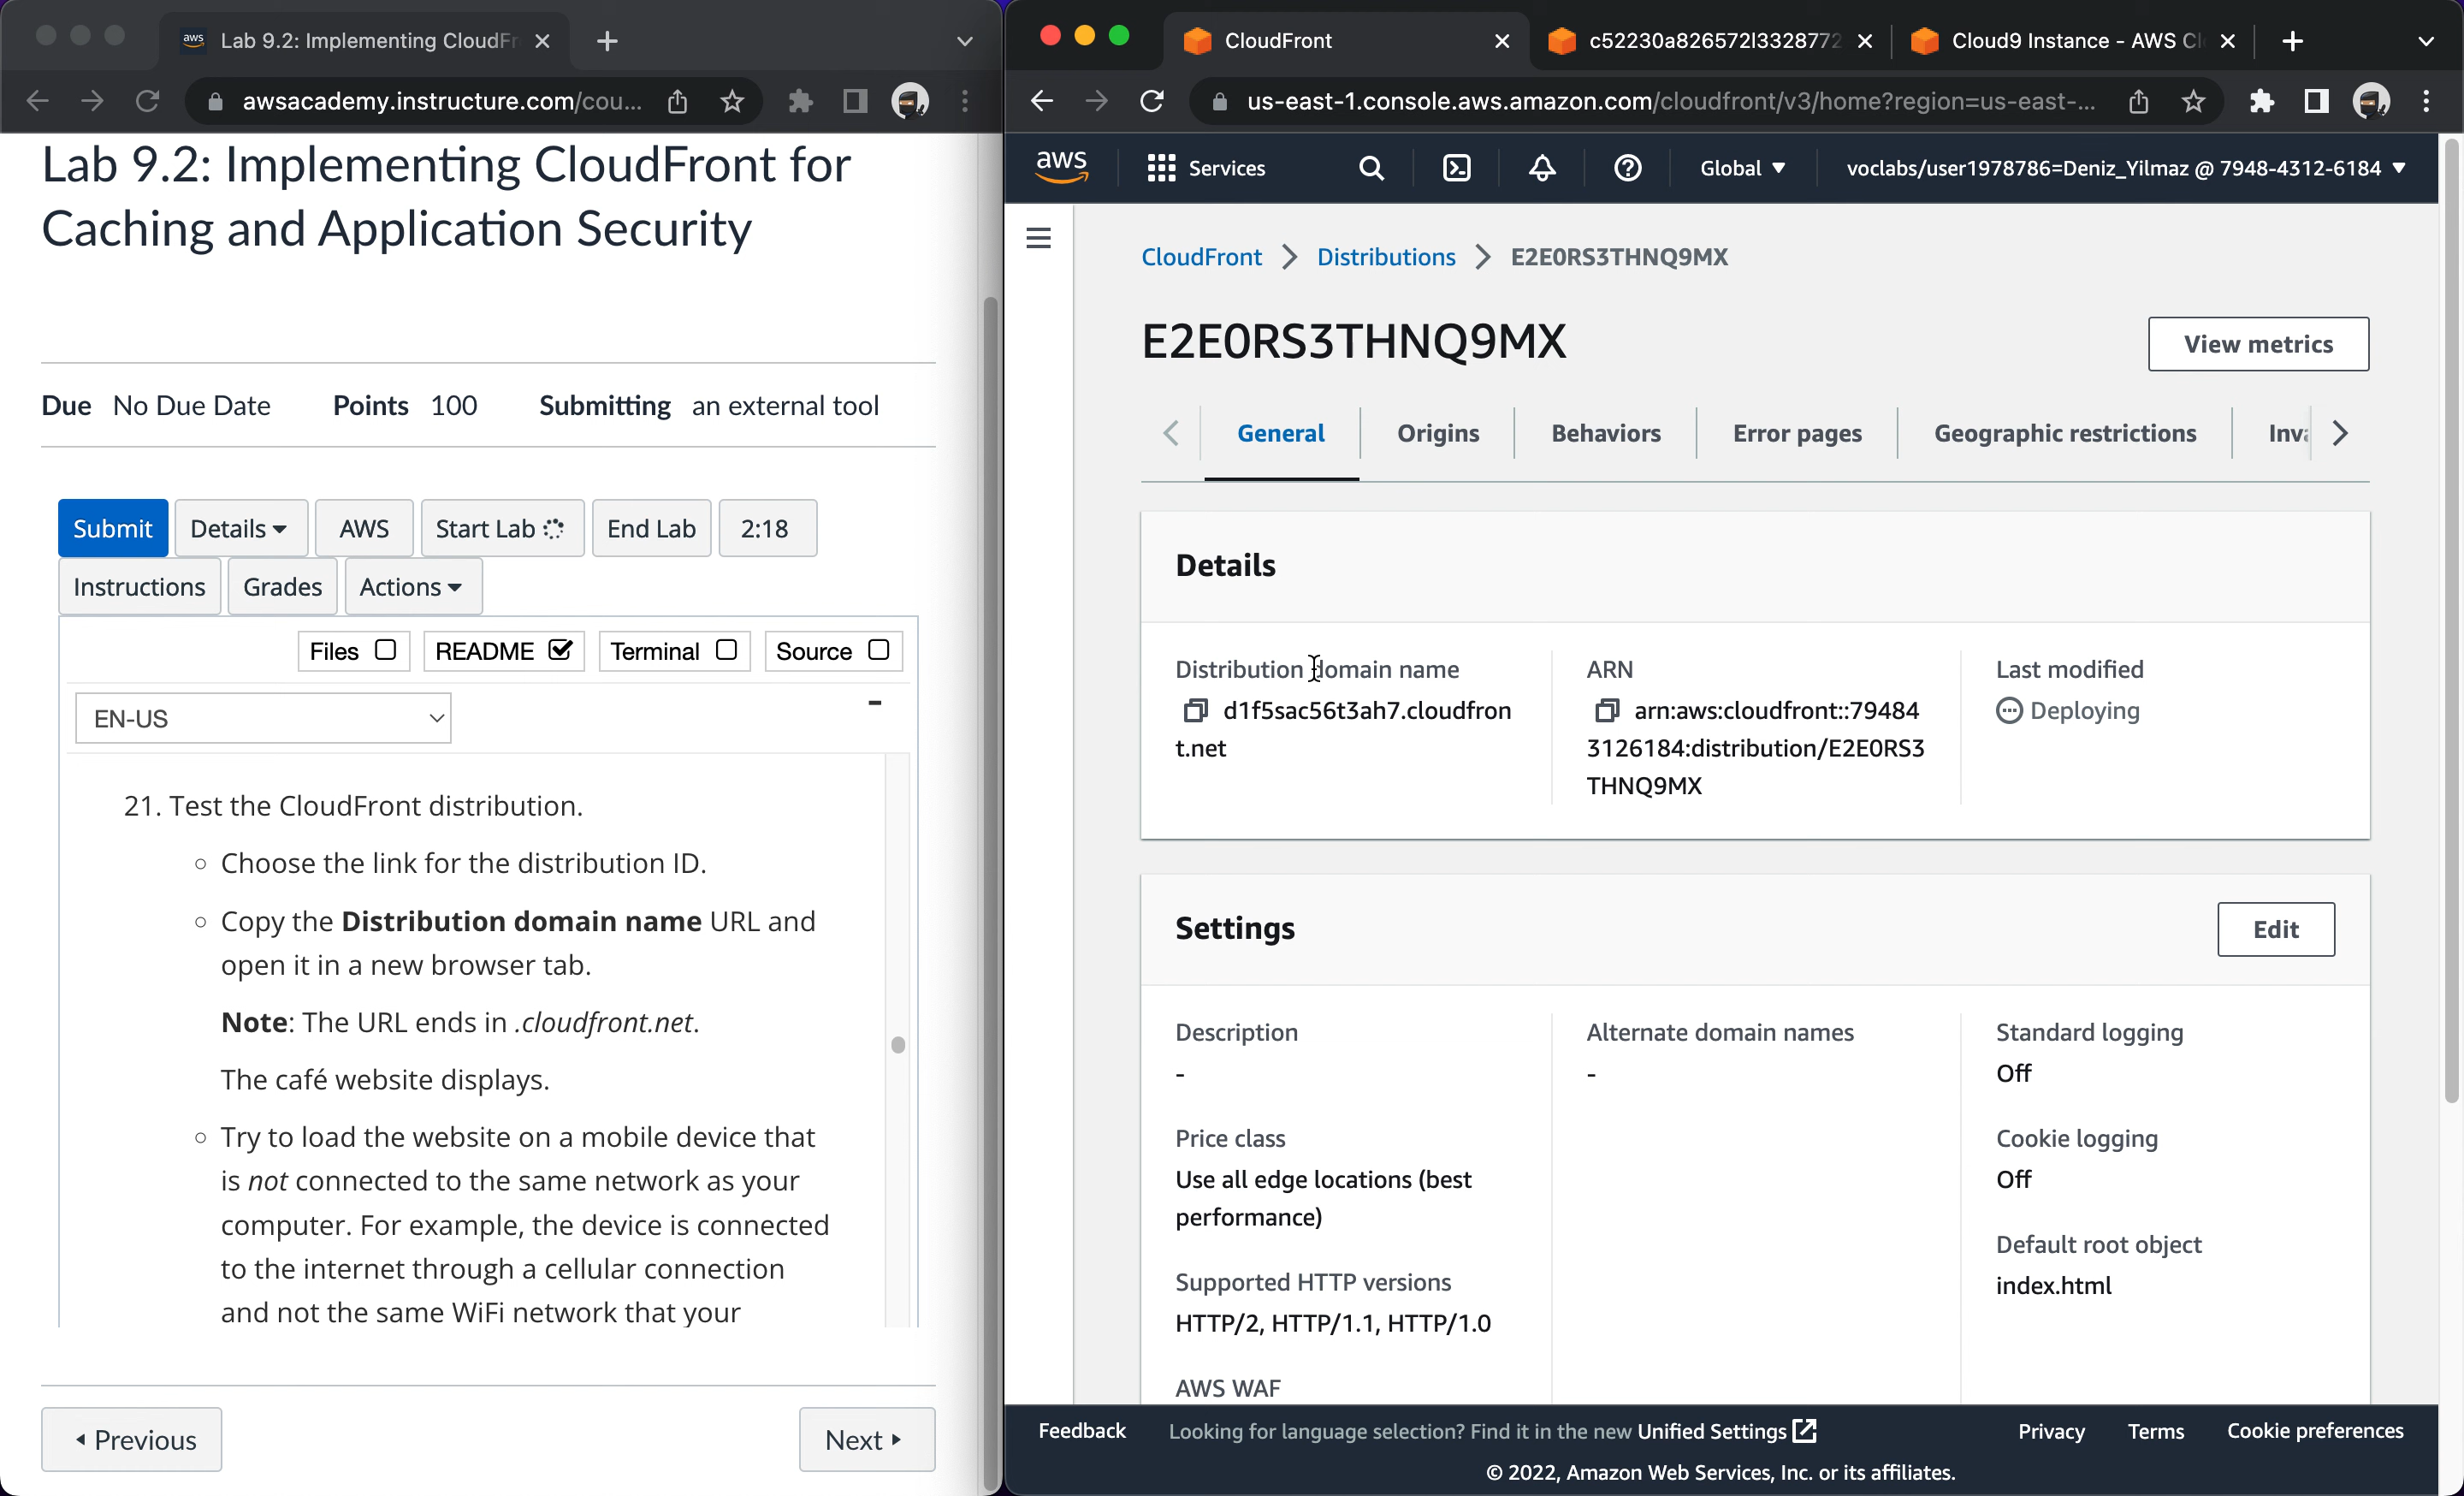 aws Lab 9.2: Implementing CloudFr
awsacademy.instructure.com/cou...
Lab 9.2: Implementing CloudFront for
Caching and Application Security
Due No Due Date Points 100 Submitting an external tool
Submit Details AWS Start Lab End Lab 2:18
Instructions Grades Actions
Files README Terminal Source
EN-US
21. Test the CloudFront distribution.
Choose the link for the distribution ID.
Copy the Distribution domain name URL and
open it in a new browser tab.
Note: The URL ends in .cloudfront.net.
The café website displays.
Try to load the website on a mobile device that
is not connected to the same network as your
computer. For example, the device is connected
to the internet through a cellular connection
and not the same WiFi network that your
Previous Next
CloudFront c52230a826572l3328772 Cloud9 Instance - AWS Cl
us-east-1.console.aws.amazon.com/cloudfront/v3/home?region=us-east-...
aws Services Global voclabs/user1978786=Deniz_Yilmaz @ 7948-4312-6184
CloudFront Distributions E2E0RS3THNQ9MX
E2E0RS3THNQ9MX
View metrics
General Origins Behaviors Error pages Geographic restrictions Inva
Details
Distribution domain name
d1f5sac56t3ah7.cloudfron
t.net
ARN
arn:aws:cloudfront::79484
3126184:distribution/E2E0RS3
THNQ9MX
Last modified
Deploying
Settings
Edit
Description
-
Price class
Use all edge locations (best
performance)
Supported HTTP versions
HTTP/2, HTTP/1.1, HTTP/1.0
AWS WAF
Alternate domain names
-
Standard logging
Off
Cookie logging
Off
Default root object
index.html
Feedback Looking for language selection? Find it in the new Unified Settings Privacy Terms Cookie preferences
© 2022, Amazon Web Services, Inc. or its affiliates.